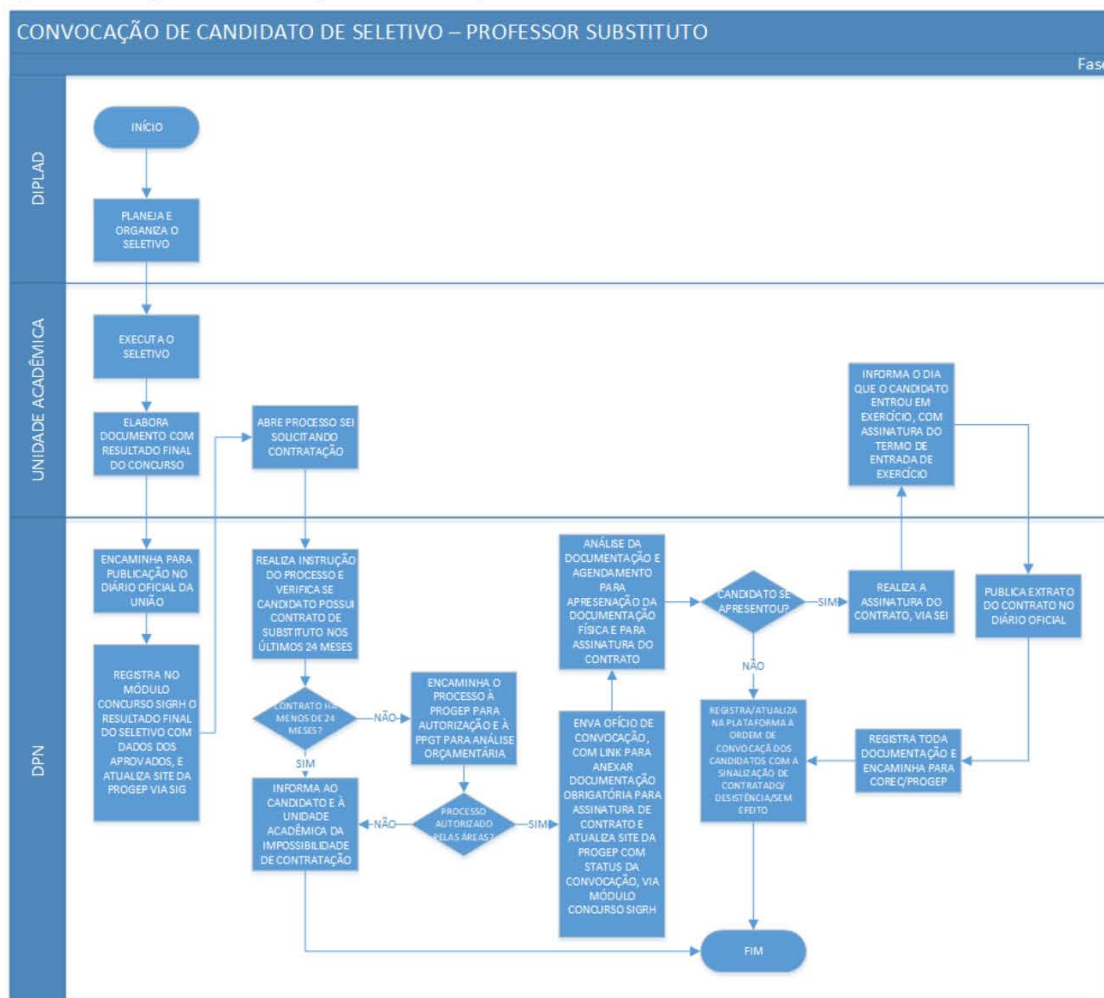 CONVOCAÇÃO DE CANDIDATO DE SELETIVO – PROFESSOR SUBSTITUTO
Fase
DIPLAD
INÍCIO
PLANEJA E
ORGANIZA O
SELETIVO
UNIDADE ACADÊMICA
EXECUTA O
SELETIVO
ELABORA
DOCUMENTO COM
RESULTADO FINAL
DO CONCURSO
ABRE PROCESSO SEI
SOLICITANDO
CONTRATAÇÃO
INFORMA O DIA
QUE O CANDIDATO
ENTROU EM
EXERCÍCIO, COM
ASSINATURA DO
TERMO DE
ENTRADA DE
EXERCÍCIO
DPN
ENCAMINHA PARA
PUBLICAÇÃO NO
DIÁRIO OFICIAL DA
UNIÃO
REGISTRA NO
MÓDULO
CONCURSO SIGRH O
RESULTADO FINAL
DO SELETIVO COM
DADOS DOS
APROVADOS, E
ATUALIZA SITE DA
PROGEP VIA SIG
REALIZA INSTRUÇÃO
DO PROCESSO E
VERIFICA SE
CANDIDATO POSSUI
CONTRATO DE
SUBSTITUTO NOS
ÚLTIMOS 24 MESES
CONTRATO HÁ
MENOS DE 24
MESES?
NÃO
SIM
ENCAMINHA O
PROCESSO À
PROGEP PARA
AUTORIZAÇÃO E À
PPGT PARA ANÁLISE
ORÇAMENTÁRIA
INFORMA AO
CANDIDATO E À
UNIDADE
ACADÊMICA DA
IMPOSSIBILIDADE
DE CONTRATAÇÃO
NÃO
PROCESSO
AUTORIZADO
PELAS ÁREAS?
SIM
ANÁLISE DA
DOCUMENTAÇÃO E
AGENDAMENTO
PARA
APRESENAÇÃO DA
DOCUMENTAÇÃO
FÍSICA E PARA
ASSINATURA DO
CONTRATO
ENVA OFÍCIO DE
CONVOCAÇÃO,
COM LINK PARA
ANEXAR
DOCUMENTAÇÃO
OBRIGATÓRIA PARA
ASSINATURA DE
CONTRATO E
ATUALIZA SITE DA
PROGEP COM
STATUS DA
CONVOCAÇÃO, VIA
MÓDULO
CONCURSO SIGRH
CANDIDATO SE
APRESENTOU?
SIM
NÃO
REALIZA A
ASSINATURA DO
CONTRATO, VIA SEI
PUBLICA EXTRATO
DO CONTRATO NO
DIÁRIO OFICIAL
REGISTRA/ATUALIZA
NA PLATAFORMA A
ORDEM DE
CONVOCAÇÃ DOS
CANDIDATOS COM A
SINALIZAÇÃO DE
CONTRATADO/
DESISTÊNCIA/SEM
EFEITO
REGISTRA TODA
DOCUMENTAÇÃO E
ENCAMINHA PARA
COREC/PROGEP
FIM